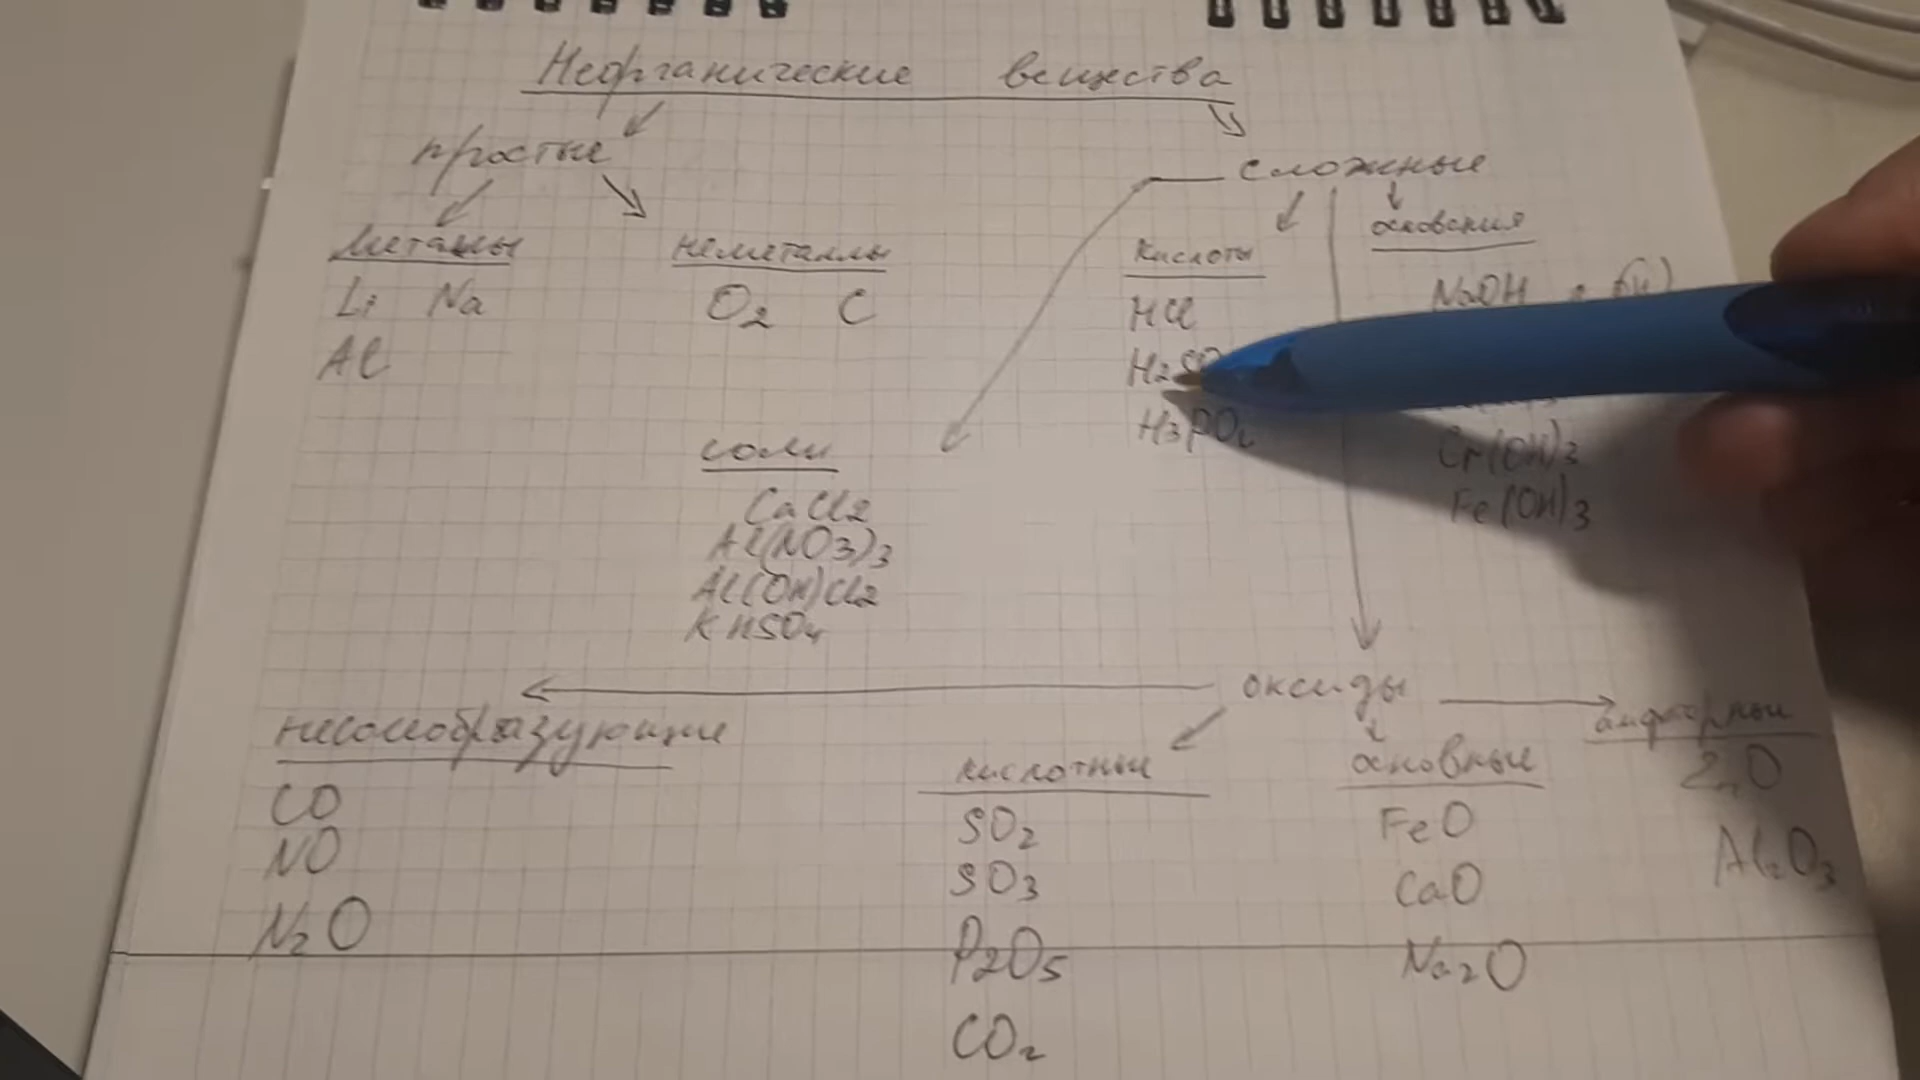 Неорганические вещества
простые
сложные
металлы
неметаллы
кислоты
основания
Li Na
O2 C
HCl
NaOH
Al
H2S
H3PO4
Cr(OH)3
Fe(OH)3
соли
CaCl2
Al(NO3)3
Al(OH)Cl2
KHSO4
оксиды
несолеобразующие
кислотные
основные
амфотерные
CO
SO2
FeO
ZnO
NO
SO3
CaO
Al2O3
N2O
P2O5
Na2O
CO2